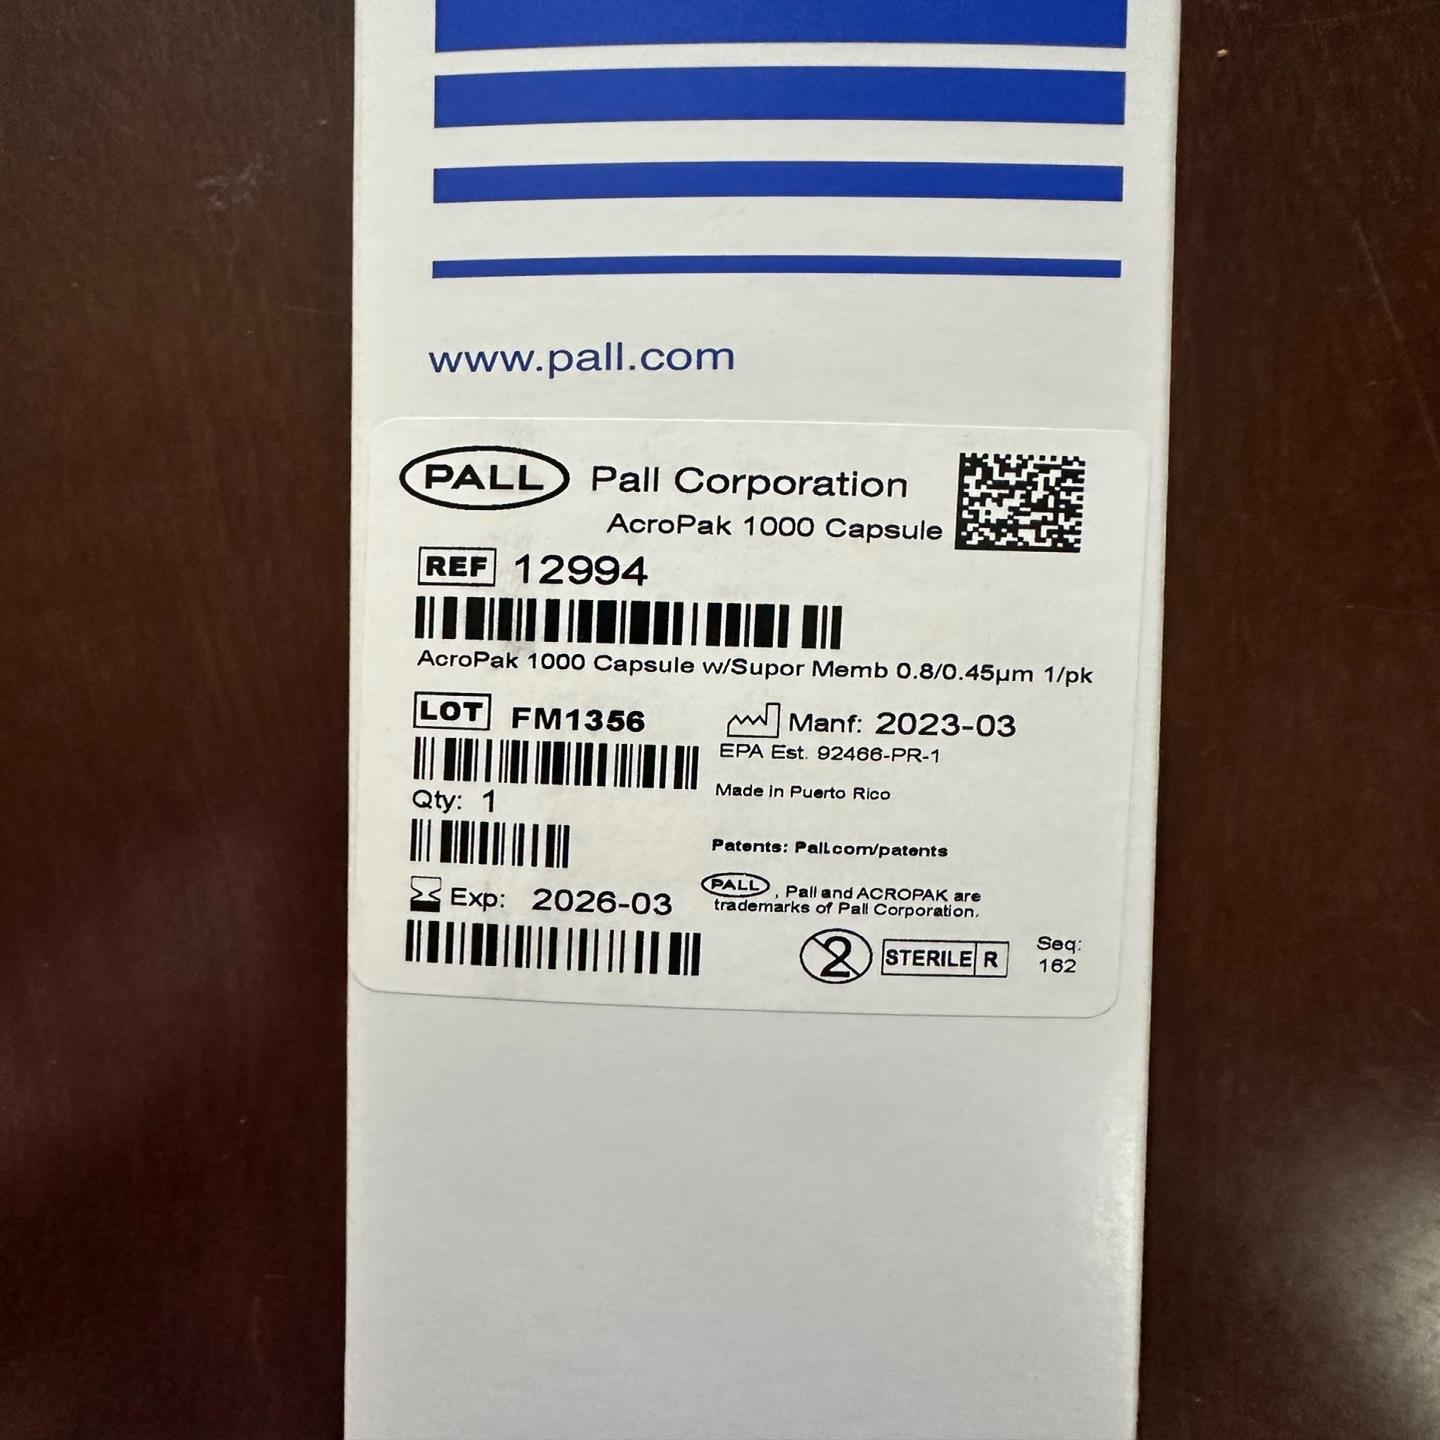 www.pall.com
PALL Pall Corporation
AcroPak 1000 Capsule
REF 12994
AcroPak 1000 Capsule w/Supor Memb 0.8/0.45µm 1/pk
LOT FM1356
Manf: 2023-03
EPA Est. 92466-PR-1
Made in Puerto Rico
Qty: 1
Patents: Pall.com/patents
Exp: 2026-03
PALL , Pall and ACROPAK are
trademarks of Pall Corporation.
2 STERILE R
Seq:
162